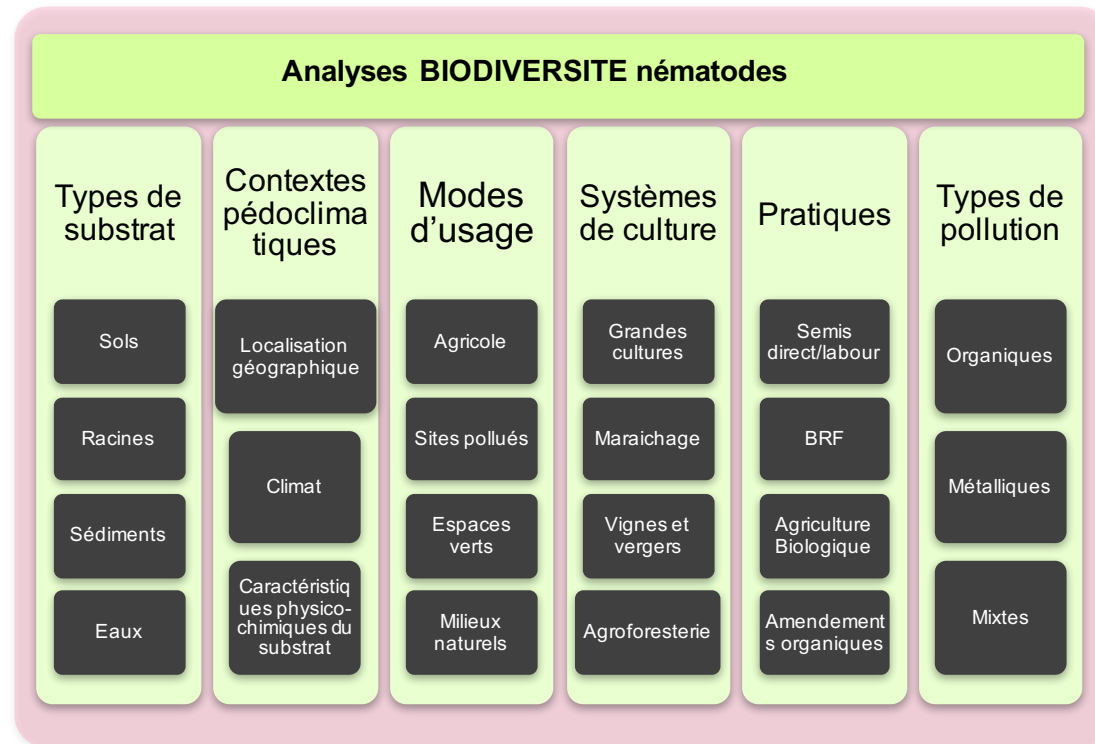 Analyses BIODIVERSITE nématodes
Types de
substrat
Sols
Racines
Sédiments
Eaux
Contextes
pédoclima
tiques
Localisation
géographique
Climat
Caractéristiq
ues physico-
chimiques du
substrat
Modes
d’usage
Agricole
Sites pollués
Espaces
verts
Milieux
naturels
Systèmes
de culture
Grandes
cultures
Maraichage
Vignes et
vergers
Agroforesterie
Pratiques
Semis
direct/labour
BRF
Agriculture
Biologique
Amendement
s organiques
Types de
pollution
Organiques
Métalliques
Mixtes